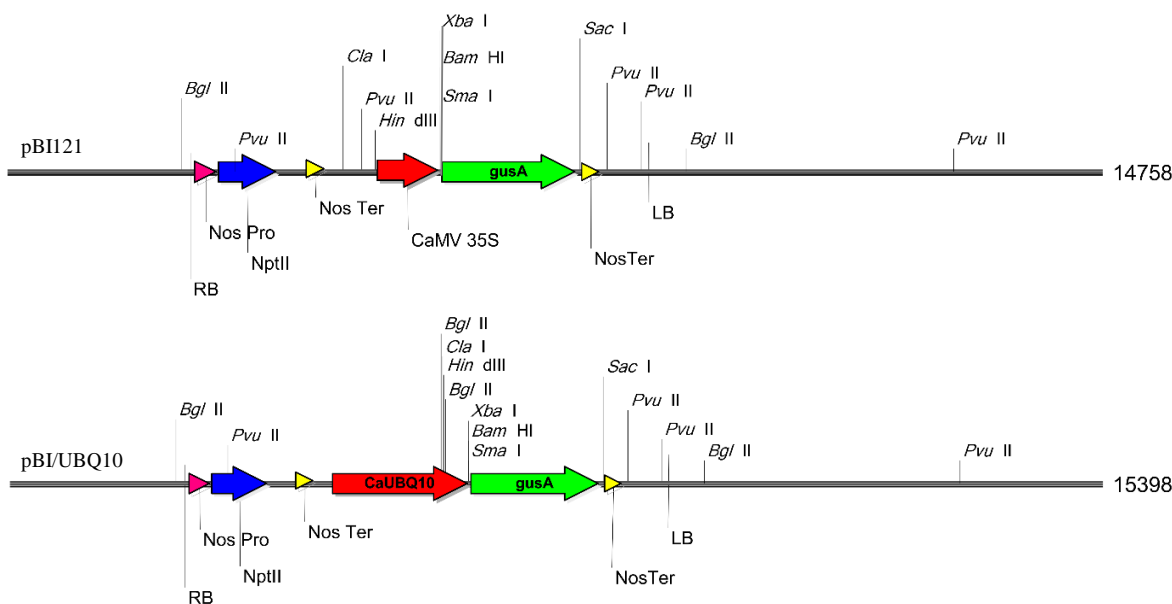 Xba I
Sac I
Cla I
Bam HI
Bgl II
Pvu II
Pvu II
Sma I
Pvu II
Hin dIII
pBI121
Pvu II
Bgl II
Pvu II
gusA
14758
Nos Ter
LB
Nos Pro
CaMV 35S
NosTer
NptII
RB
Bgl II
Cla I
Hin dIII
Sac I
Bgl II
Pvu II
Bgl II
Xba I
Pvu II
Bam HI
Pvu II
Bgl II
Pvu II
Sma I
pBI/UBQ10
CaUBQ10
gusA
15398
Nos Ter
LB
Nos Pro
NptII
NosTer
RB